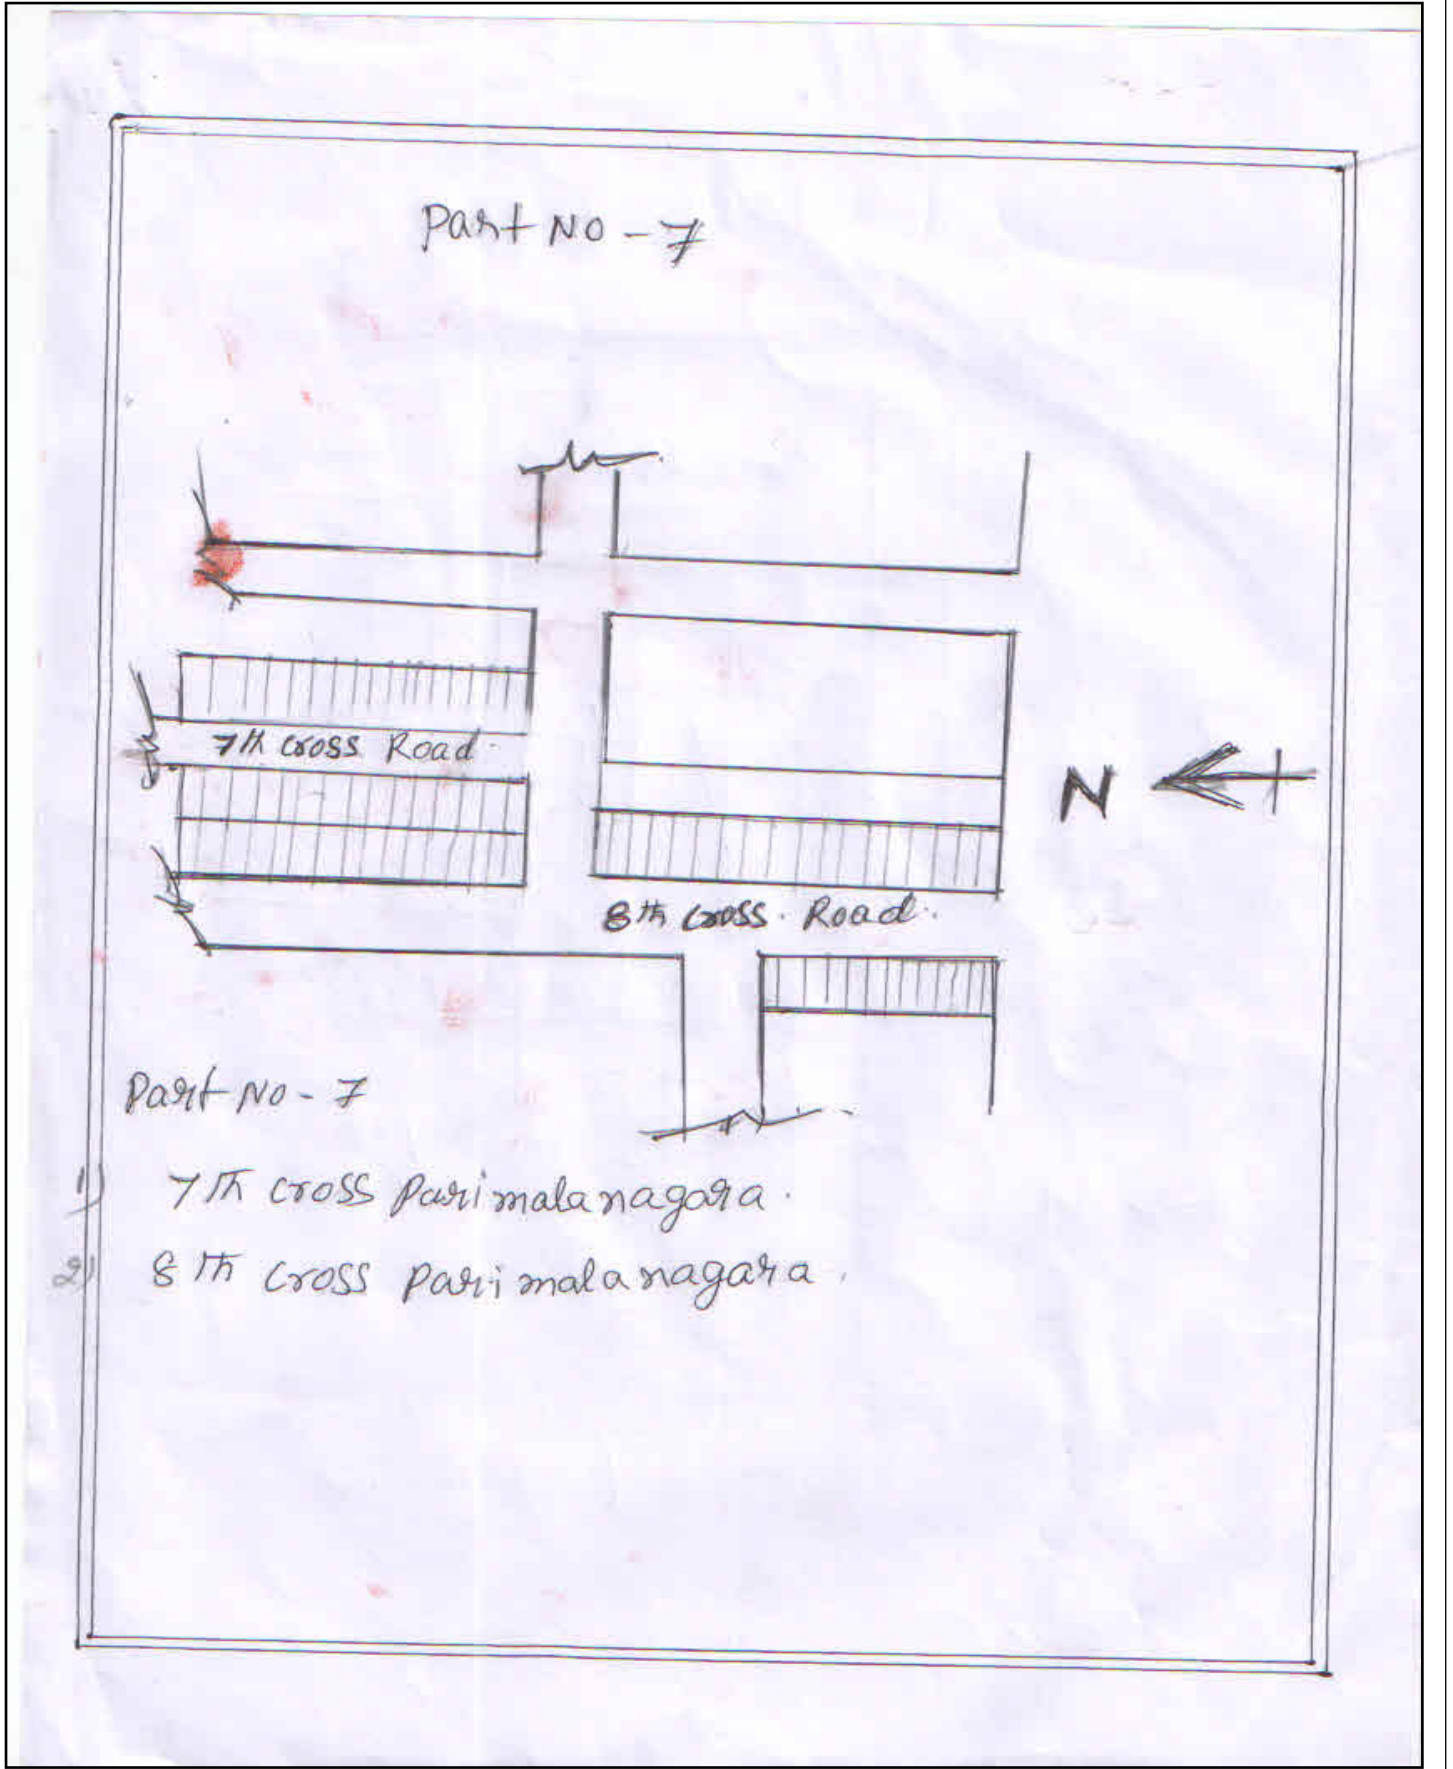 Part No - 7
7th cross Road.
N
8th cross. Road.
Part No - 7
1) 7th cross Parimalanagara.
2) 8th cross Parimalanagara.